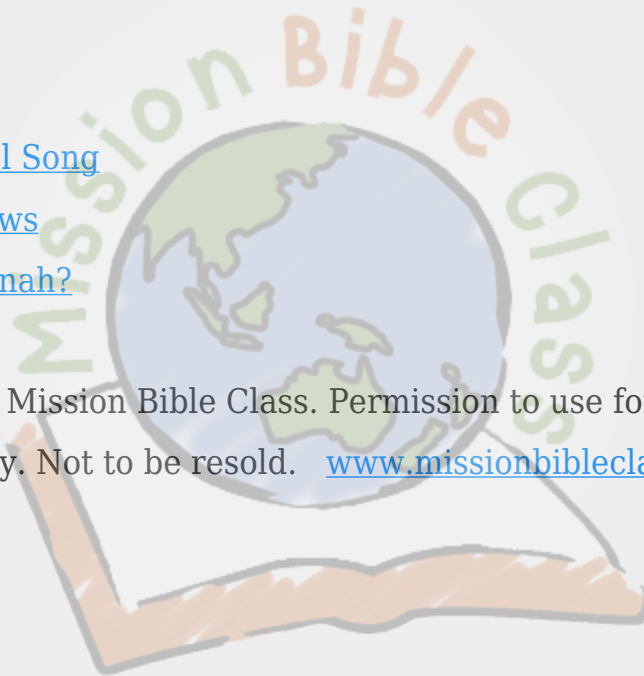 Mission Bible Class
l Song
ws
nah?
Mission Bible Class. Permission to use fo
y. Not to be resold. www.missionbiblecla